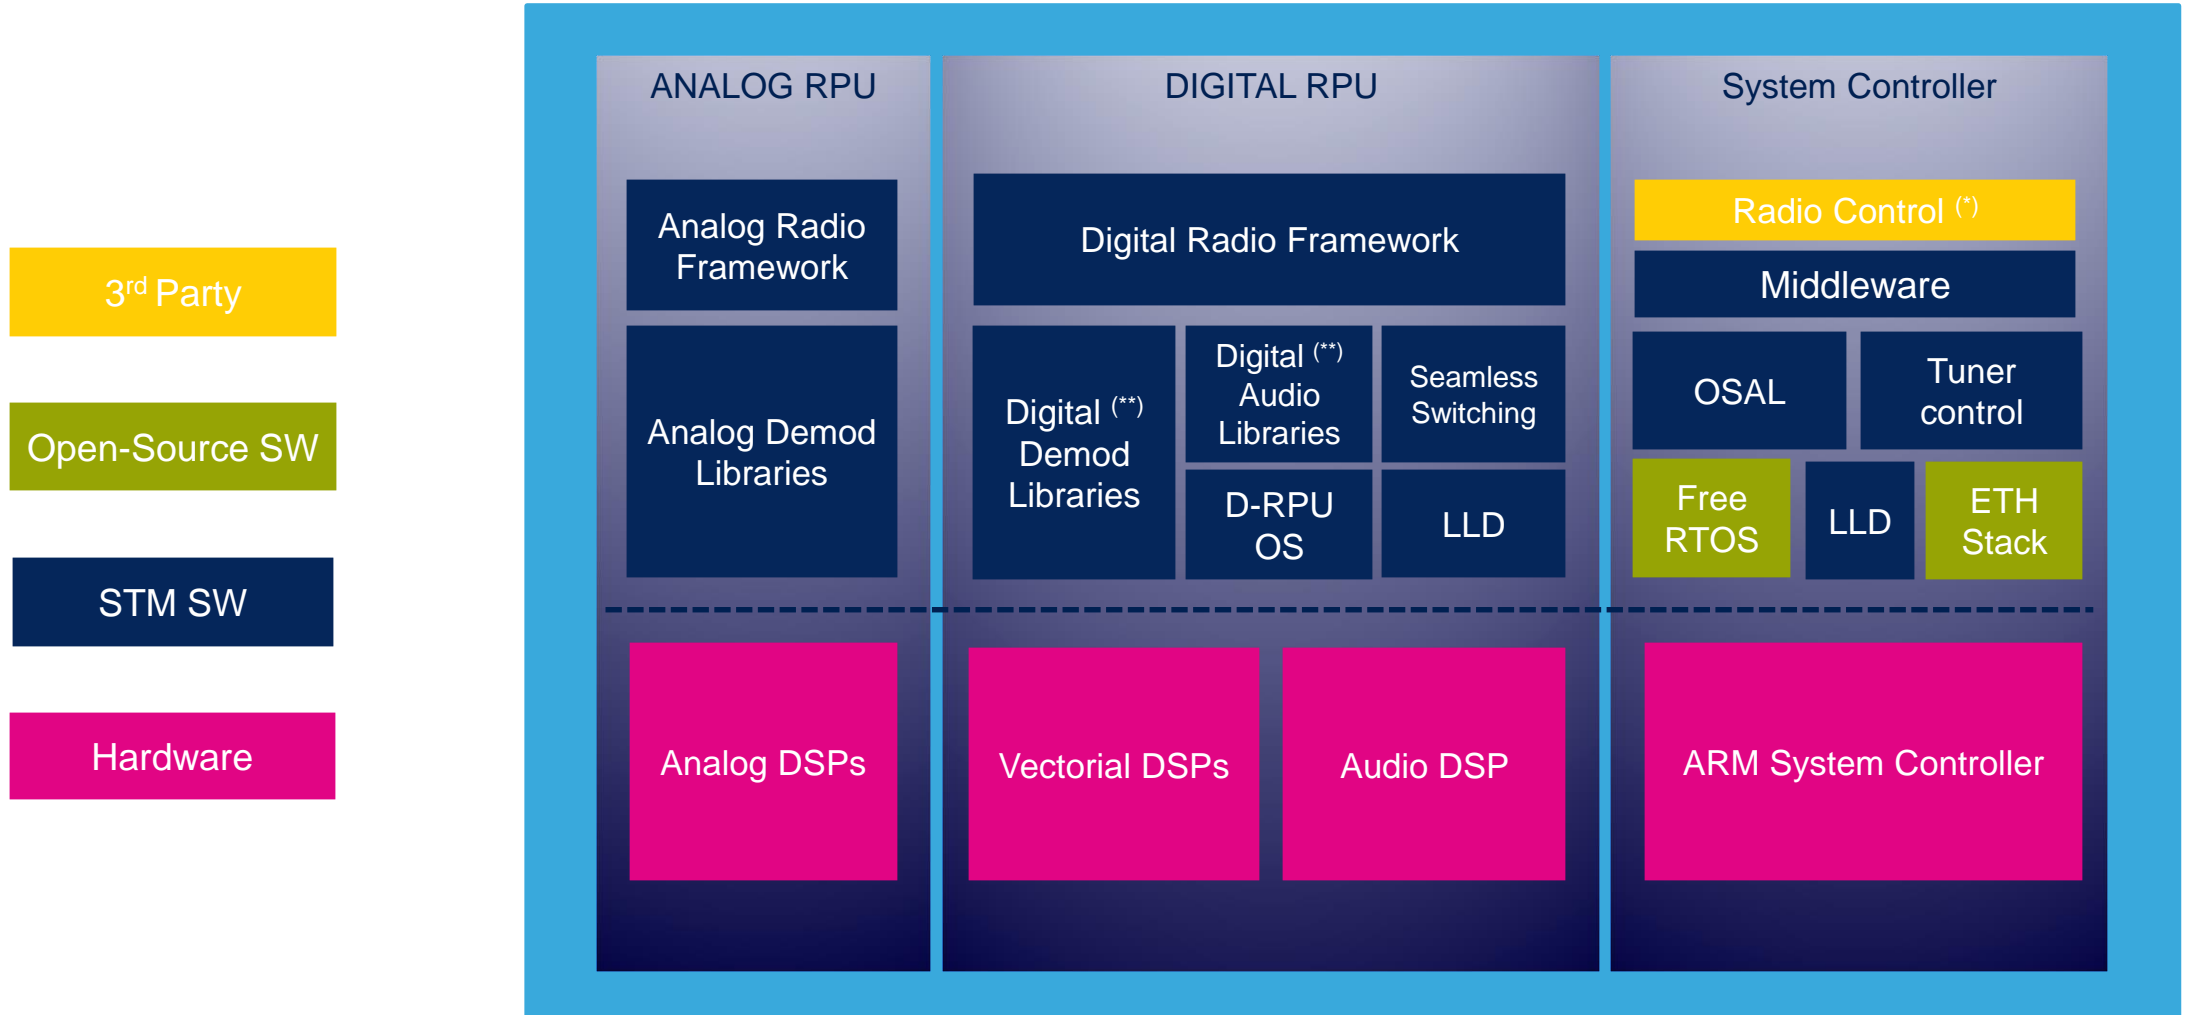 3rd Party
Open-Source SW
STM SW
Hardware
ANALOG RPU
Analog Radio
Framework
Analog Demod
Libraries
Analog DSPs
DIGITAL RPU
Digital Radio Framework
Digital (**)
Demod
Libraries
Digital (**)
Audio
Libraries
Seamless
Switching
D-RPU
OS
LLD
Vectorial DSPs
Audio DSP
System Controller
Radio Control (*)
Middleware
OSAL
Tuner
control
Free
RTOS
LLD
ETH
Stack
ARM System Controller